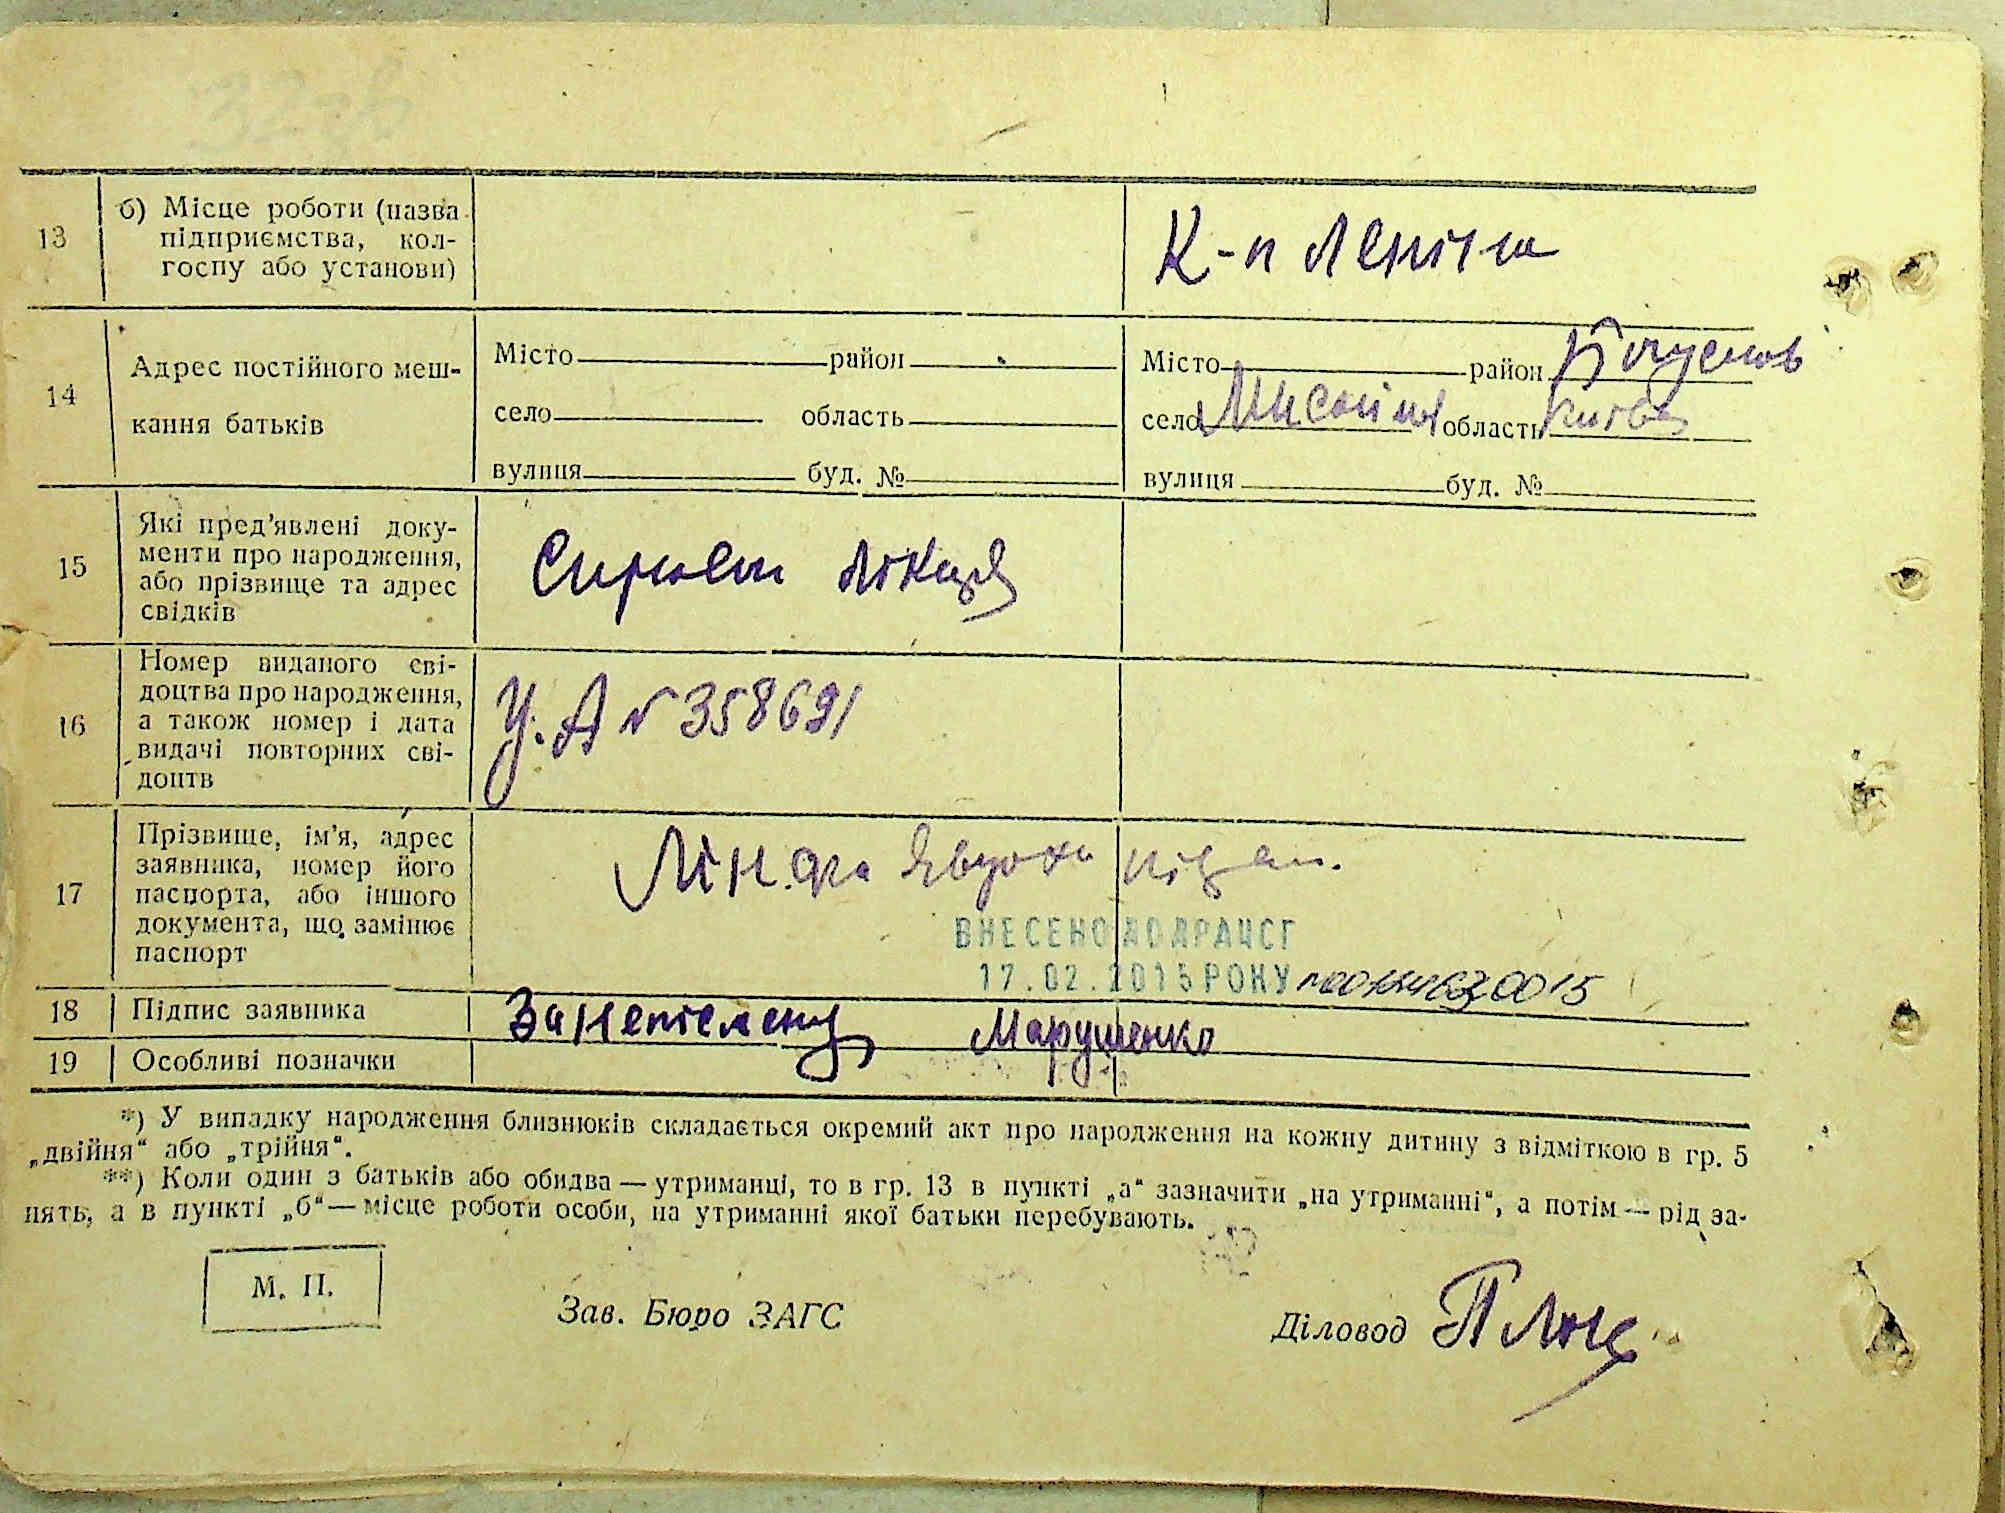 13
б) Місце роботи (назва
підприємства, кол-
госпу або установи)
К-п Леніна
14
Адрес постійного меш-
кання батьків
Місто район
село область
вулиця буд. №
Місто район
село область
вулиця буд. №
15
Які пред’явлені доку-
менти про народження,
або прізвище та адрес
свідків
16
Номер виданого сві-
доцтва про народження,
а також номер і дата
видачі повторних сві-
доцтв
У. А № 358691
17
Прізвище, ім’я, адрес
заявника, номер його
паспорта, або іншого
документа, що замінює
паспорт
ВНЕСЕНО ДО ДРАЦСГ
17.02.2015 РОКУ
18 Підпис заявника
За неписьмену Марушенко
19 Особливі позначки
*) У випадку народження близнюків складається окремий акт про народження на кожну дитину з відміткою в гр. 5
„двійня“ або „трійня“.
**) Коли один з батьків або обидва — утриманці, то в гр. 13 в пункті „а“ зазначити „на утриманні“, а потім — рід за-
нять, а в пункті „б“ — місце роботи особи, на утриманні якої батьки перебувають.
М. П.
Зав. Бюро ЗАГС
Діловод